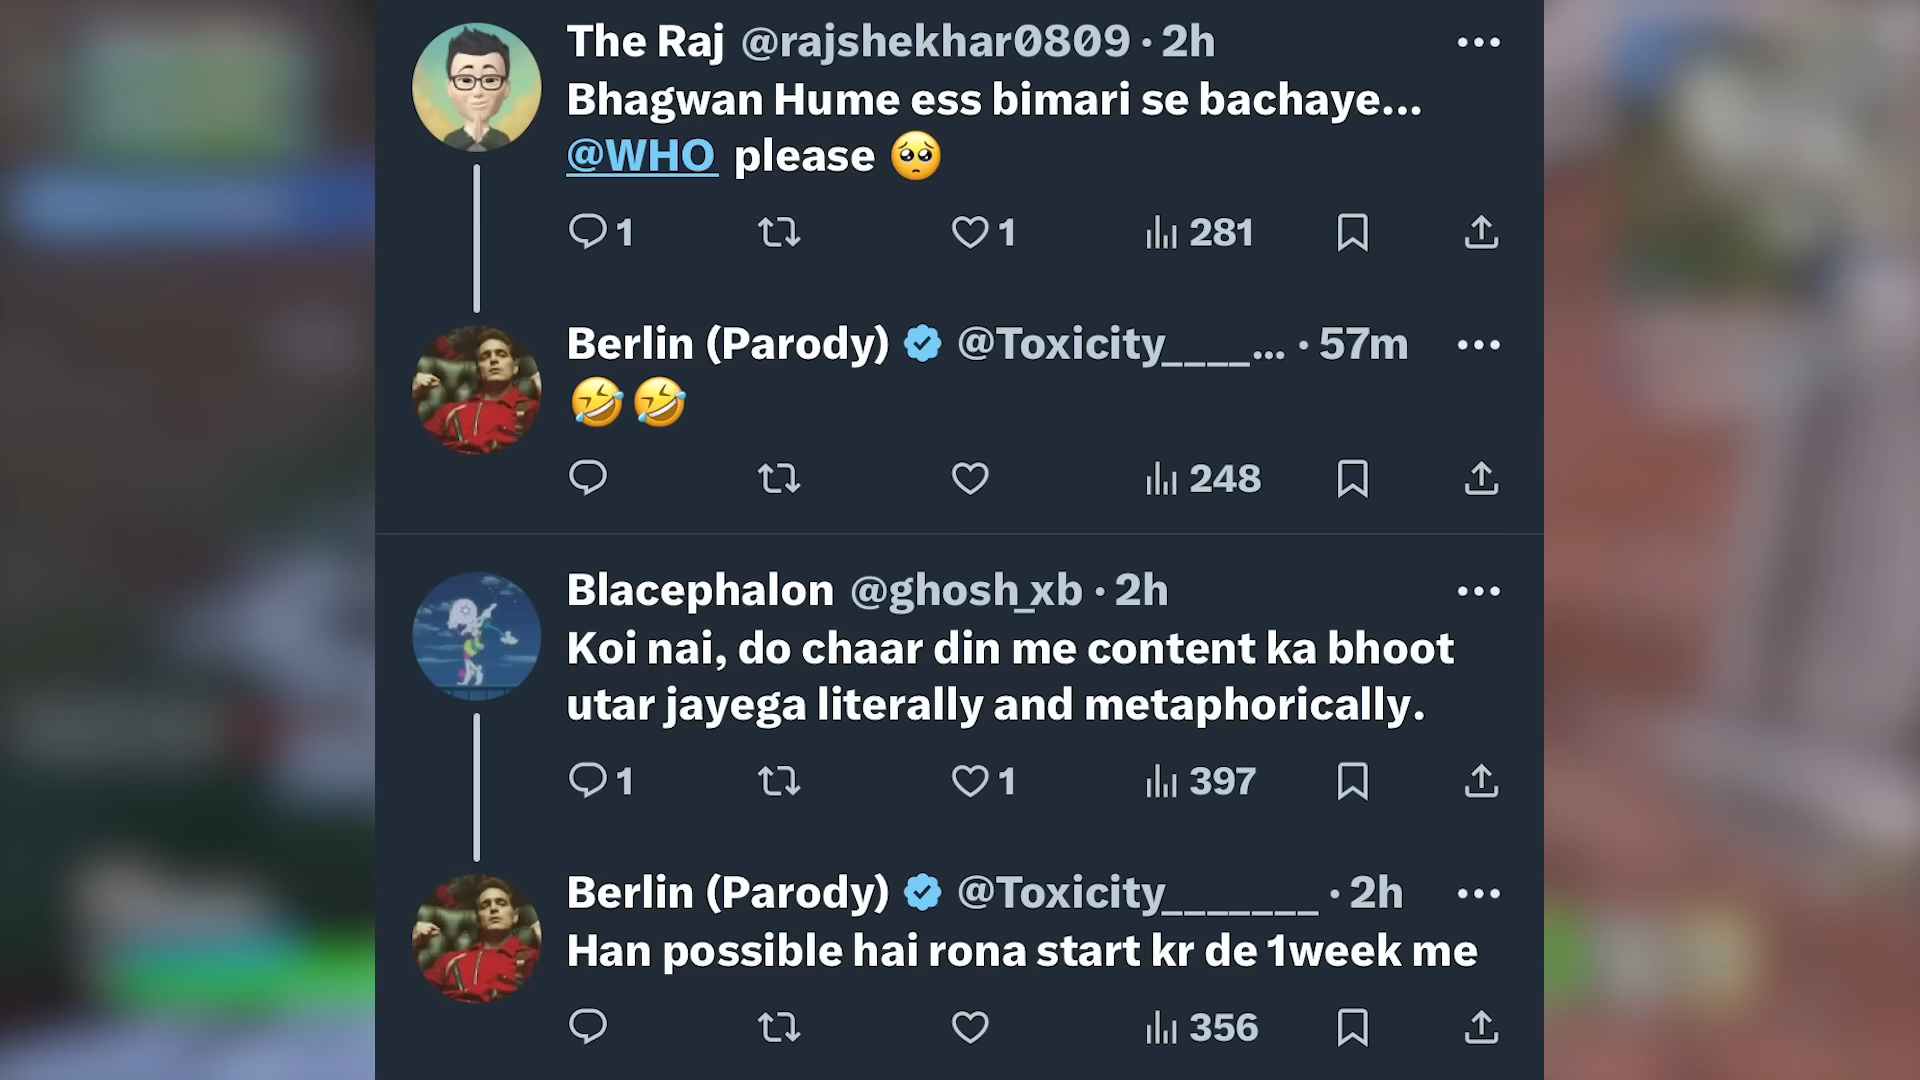 The Raj @rajshekhar0809 · 2h
Bhagwan Hume ess bimari se bachaye...
@WHO please 🥺
1 1 281
Berlin (Parody) @Toxicity____... · 57m
🤣🤣
248
Blacephalon @ghosh_xb · 2h
Koi nai, do chaar din me content ka bhoot
utar jayega literally and metaphorically.
1 1 397
Berlin (Parody) @Toxicity_______ · 2h
Han possible hai rona start kr de 1week me
356